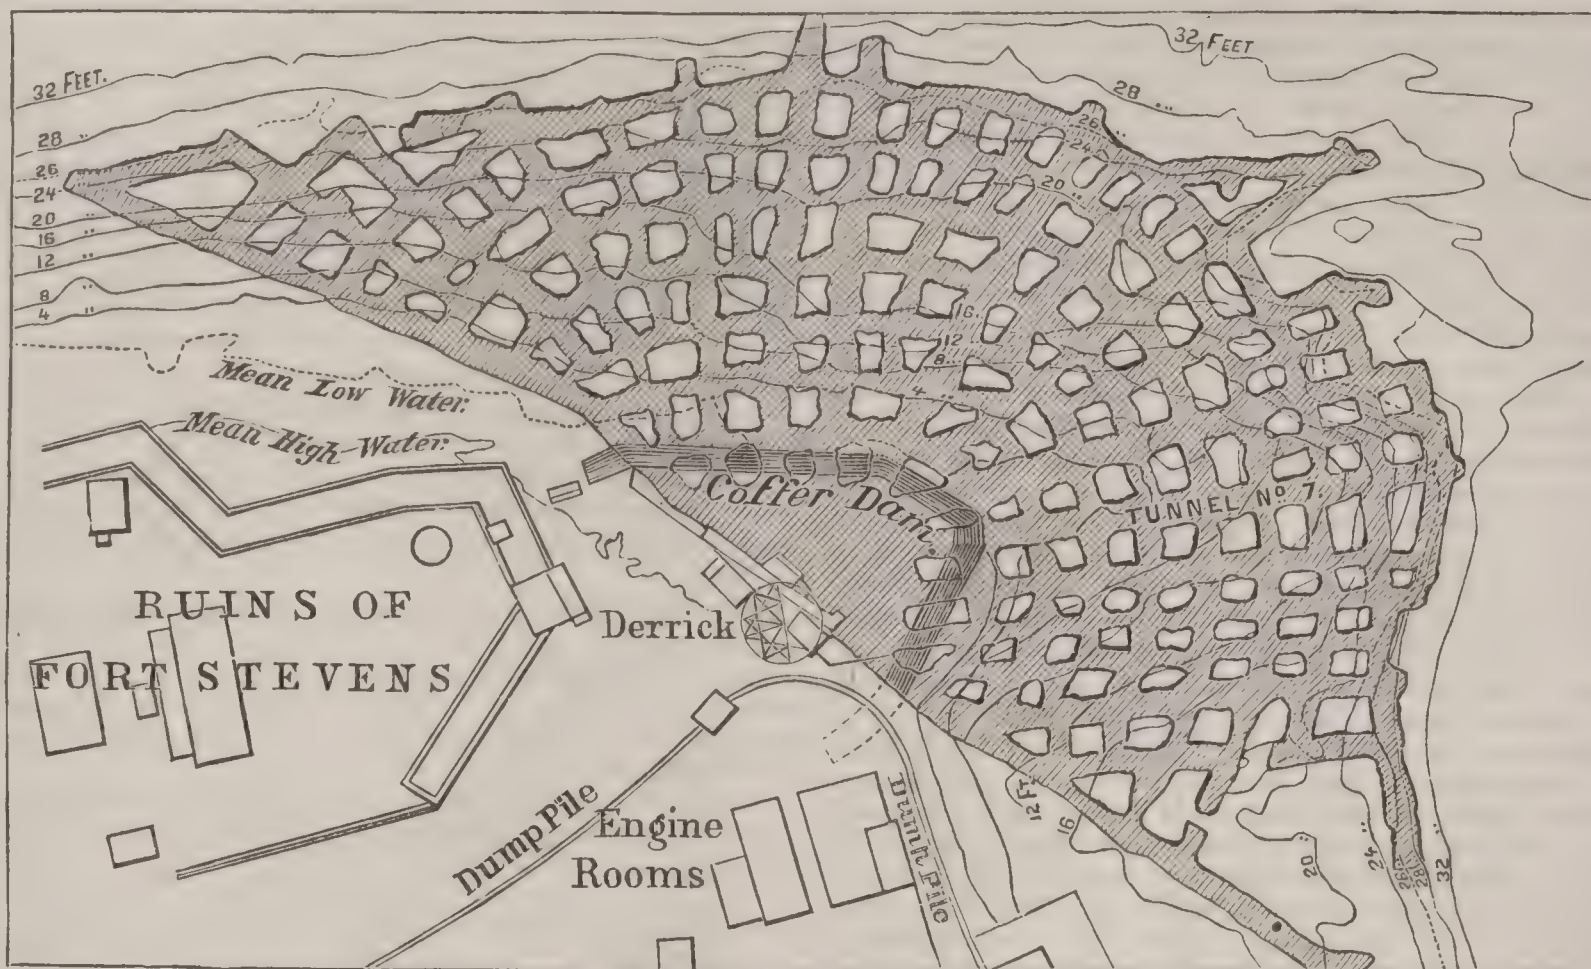 32 FEET.
28 "
26 "
24
20 "
16 "
12 "
8 "
4 "
32 FEET
28 "
26 "
24
20 "
16
12
8
4 "
Mean Low Water.
Mean High Water.
Coffer Dam.
TUNNEL No 7.
RUINS OF
FORT STEVENS
Derrick
Dump Pile
Engine
Rooms
Dump Pile
12 FT.
16
20 "
24 "
26
28
32 "